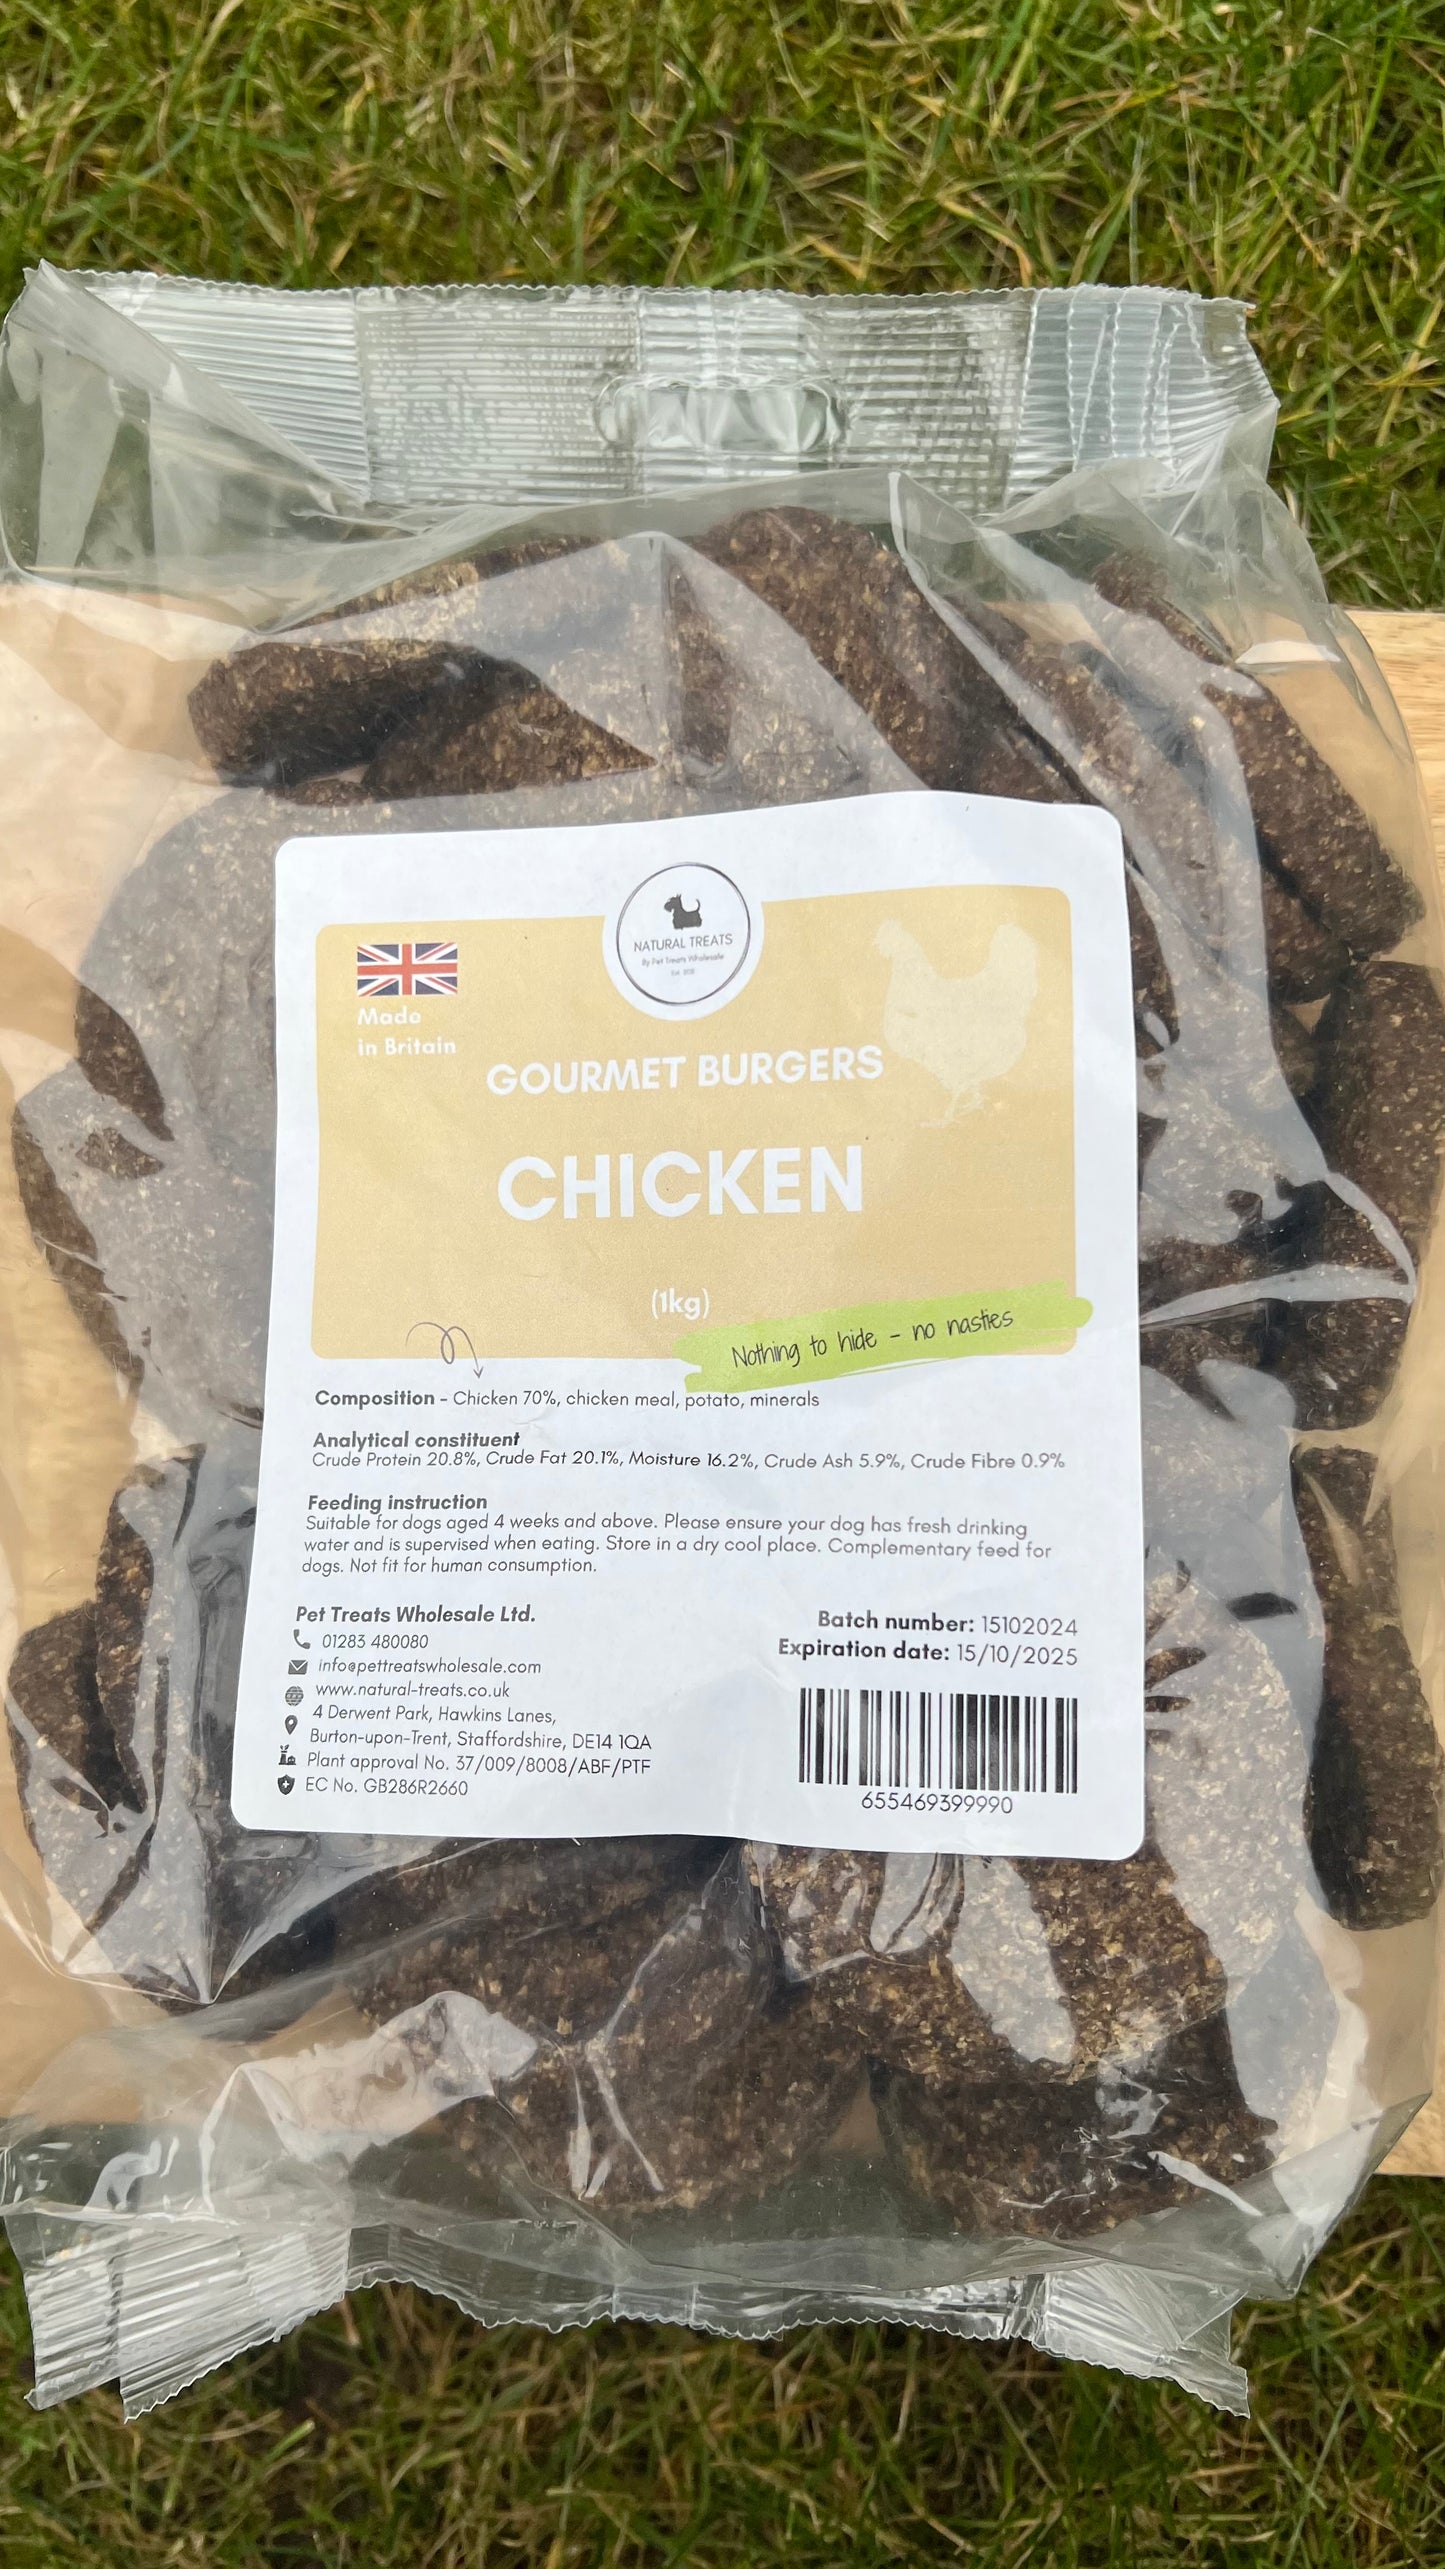 NATURAL TREATS
By Pet Treats Wholesale
Made
in Britain
GOURMET BURGERS
CHICKEN
(1kg)
Nothing to hide - no nasties
Composition - Chicken 70%, chicken meal, potato, minerals
Analytical constituent
Crude Protein 20.8%, Crude Fat 20.1%, Moisture 16.2%, Crude Ash 5.9%, Crude Fibre 0.9%
Feeding instruction
Suitable for dogs aged 4 weeks and above. Please ensure your dog has fresh drinking
water and is supervised when eating. Store in a dry cool place. Complementary feed for
dogs. Not fit for human consumption.
Pet Treats Wholesale Ltd.
01283 480080
info@pettreatswholesale.com
www.natural-treats.co.uk
4 Derwent Park, Hawkins Lanes,
Burton-upon-Trent, Staffordshire, DE14 1QA
Plant approval No. 37/009/8008/ABF/PTF
EC No. GB286R2660
Batch number: 15102024
Expiration date: 15/10/2025
655469399990